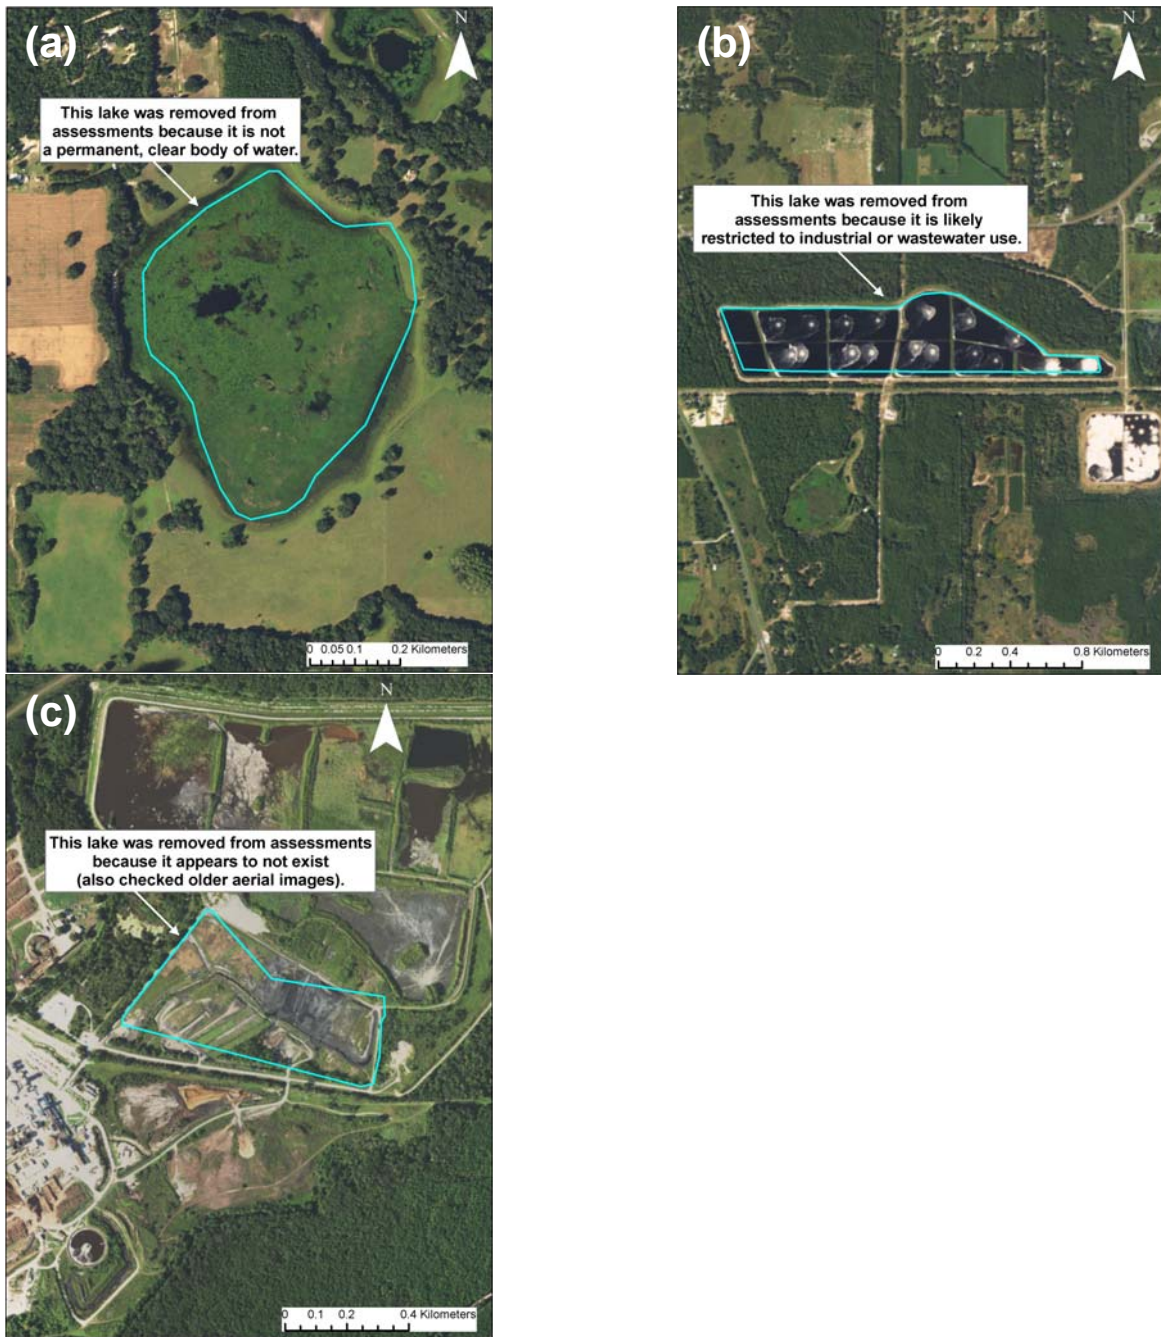 (a)
N
This lake was removed from
assessments because it is not
a permanent, clear body of water.
0 0.05 0.1 0.2 Kilometers
(b)
N
This lake was removed from
assessments because it is likely
restricted to industrial or wastewater use.
0 0.2 0.4 0.8 Kilometers
(c)
N
This lake was removed from assessments
because it appears to not exist
(also checked older aerial images).
0 0.1 0.2 0.4 Kilometers